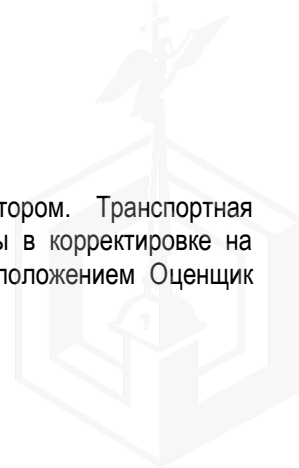 тором. Транспортная
ы в корректировке на
положением Оценщик